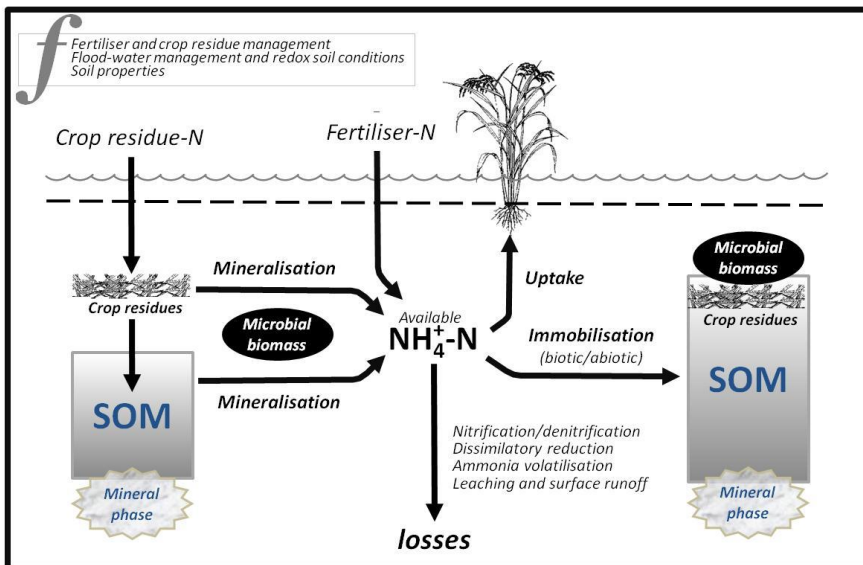 f
Fertiliser and crop residue management
Flood-water management and redox soil conditions
Soil properties
Crop residue-N
Fertiliser-N
Mineralisation
Crop residues
Microbial
biomass
SOM
Mineralisation
Mineral
phase
Available
NH₄⁺-N
Uptake
Immobilisation
(biotic/abiotic)
Nitrification/denitrification
Dissimilatory reduction
Ammonia volatilisation
Leaching and surface runoff
losses
Microbial
biomass
Crop residues
SOM
Mineral
phase